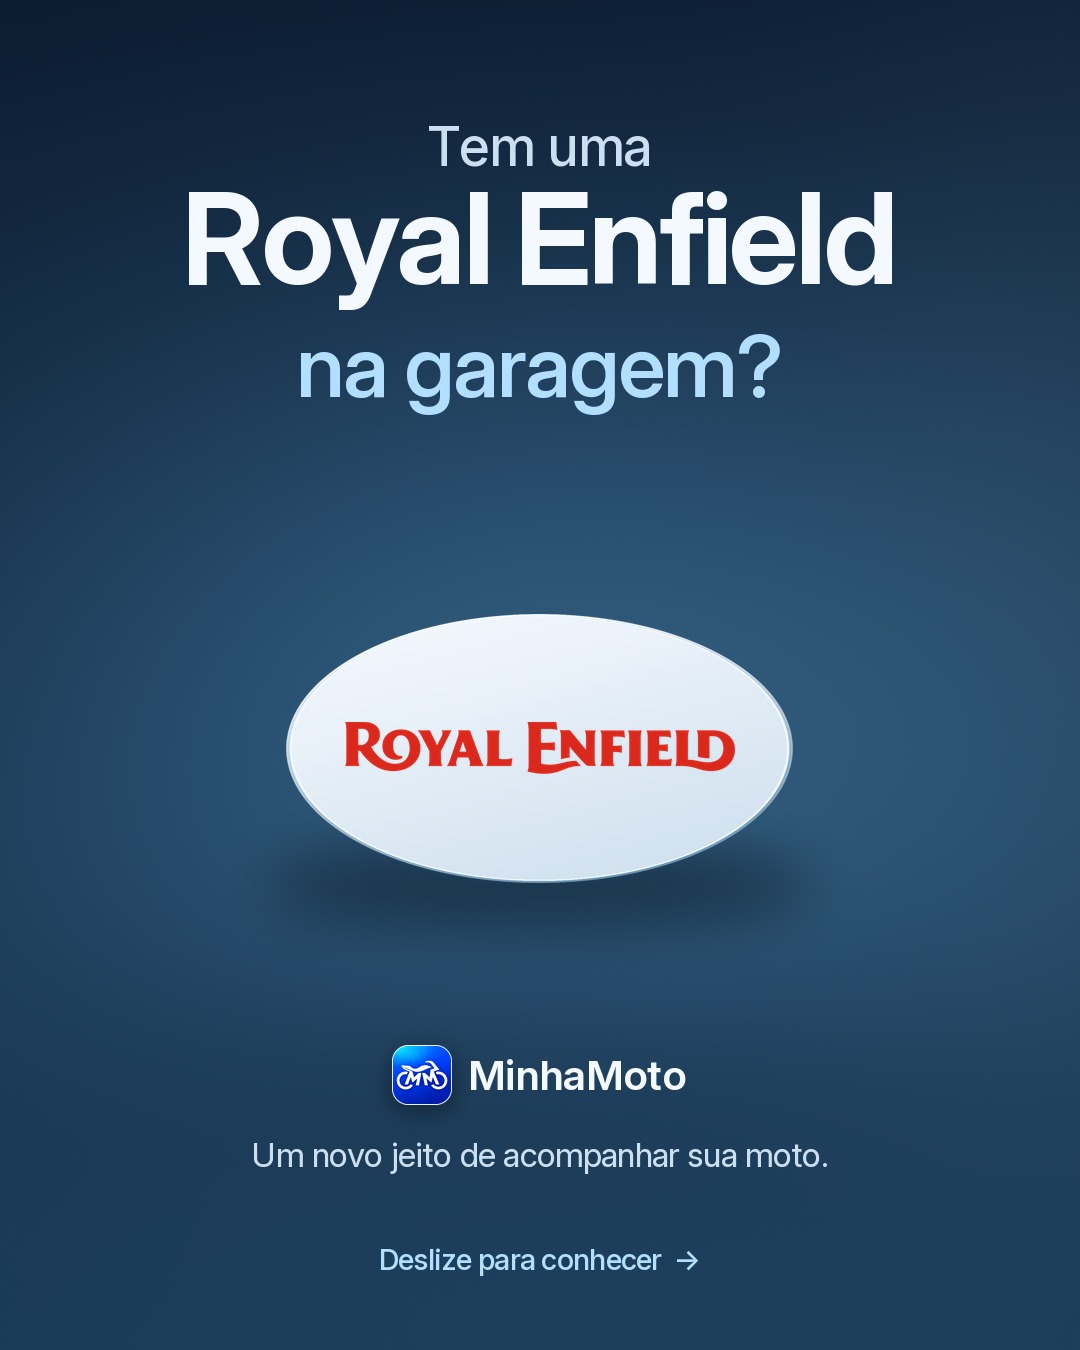 Tem uma
Royal Enfield
na garagem?
ROYAL ENFIELD
MM
MinhaMoto
Um novo jeito de acompanhar sua moto.
Deslize para conhecer →